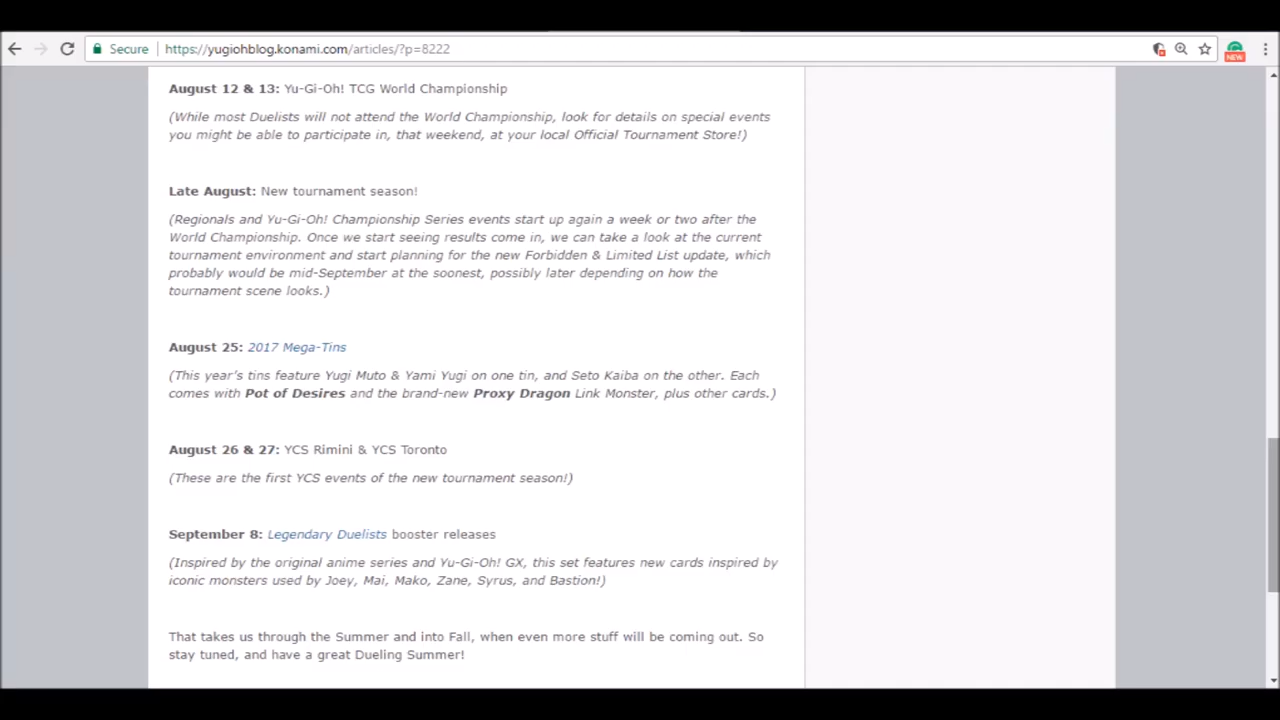 Secure https://yugiohblog.konami.com/articles/?p=8222
NEW
August 12 & 13: Yu-Gi-Oh! TCG World Championship
(While most Duelists will not attend the World Championship, look for details on special events
you might be able to participate in, that weekend, at your local Official Tournament Store!)
Late August: New tournament season!
(Regionals and Yu-Gi-Oh! Championship Series events start up again a week or two after the
World Championship. Once we start seeing results come in, we can take a look at the current
tournament environment and start planning for the new Forbidden & Limited List update, which
probably would be mid-September at the soonest, possibly later depending on how the
tournament scene looks.)
August 25: 2017 Mega-Tins
(This year's tins feature Yugi Muto & Yami Yugi on one tin, and Seto Kaiba on the other. Each
comes with Pot of Desires and the brand-new Proxy Dragon Link Monster, plus other cards.)
August 26 & 27: YCS Rimini & YCS Toronto
(These are the first YCS events of the new tournament season!)
September 8: Legendary Duelists booster releases
(Inspired by the original anime series and Yu-Gi-Oh! GX, this set features new cards inspired by
iconic monsters used by Joey, Mai, Mako, Zane, Syrus, and Bastion!)
That takes us through the Summer and into Fall, when even more stuff will be coming out. So
stay tuned, and have a great Dueling Summer!